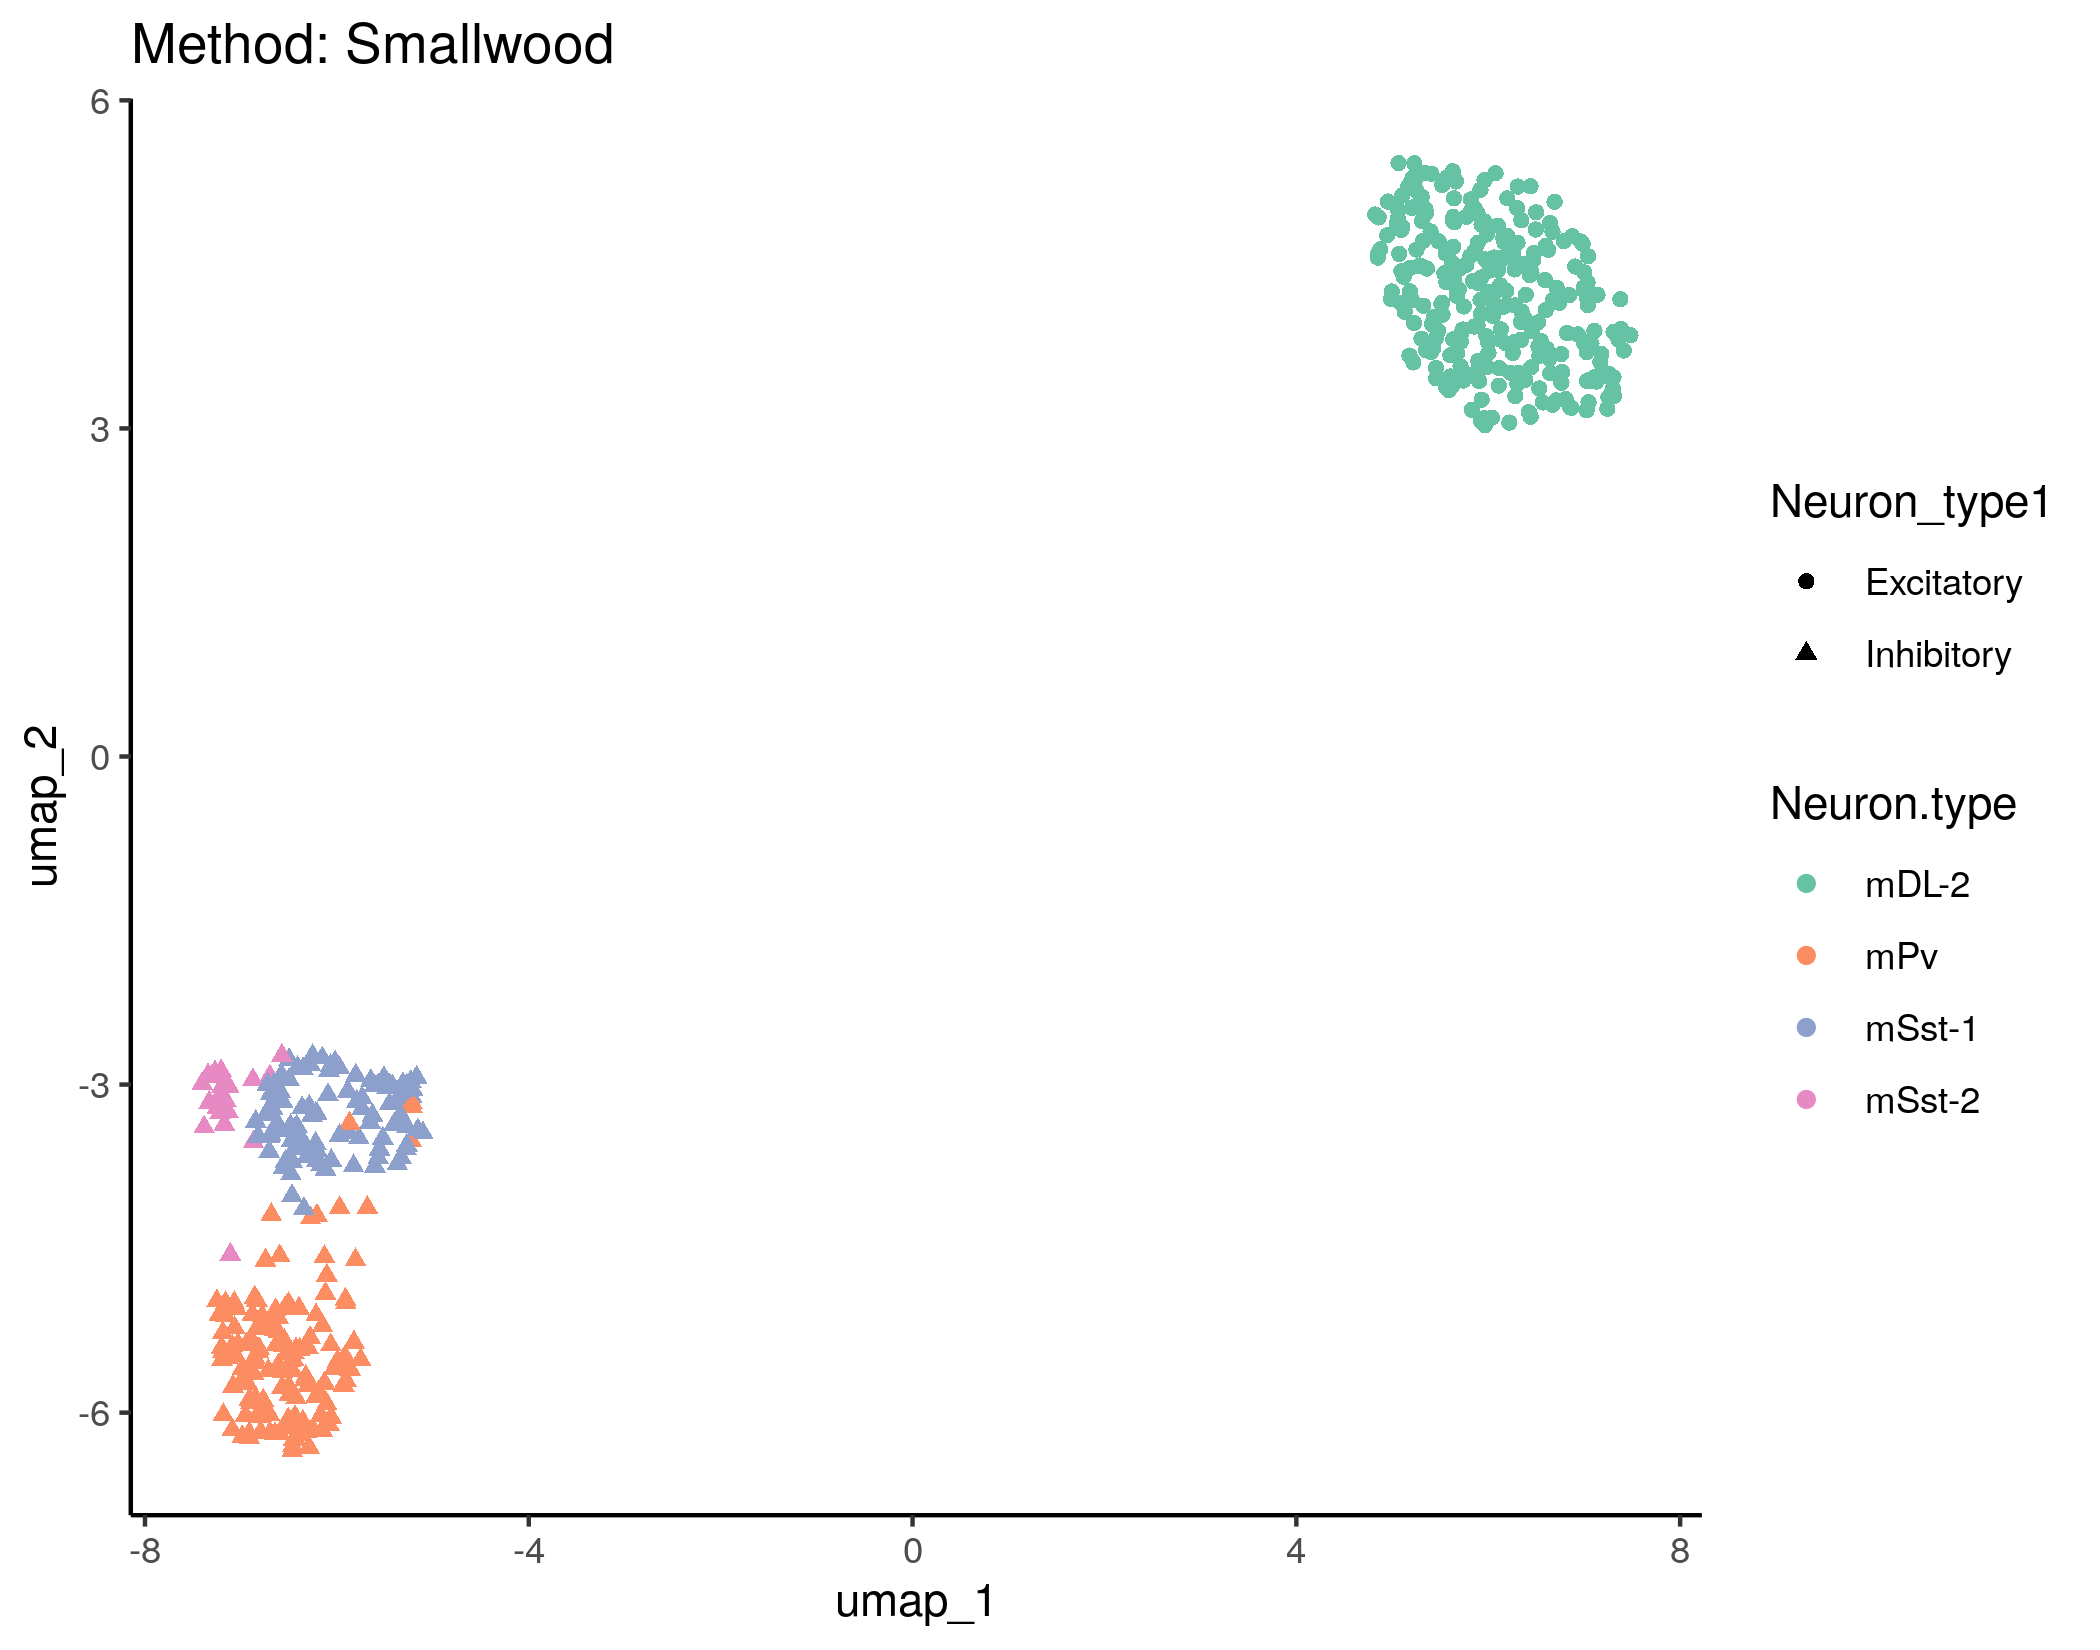 Method: Smallwood
6
3
0
-3
-6
umap_2
-8 -4 0 4 8
umap_1
Neuron_type1
Excitatory
Inhibitory
Neuron.type
mDL-2
mPv
mSst-1
mSst-2